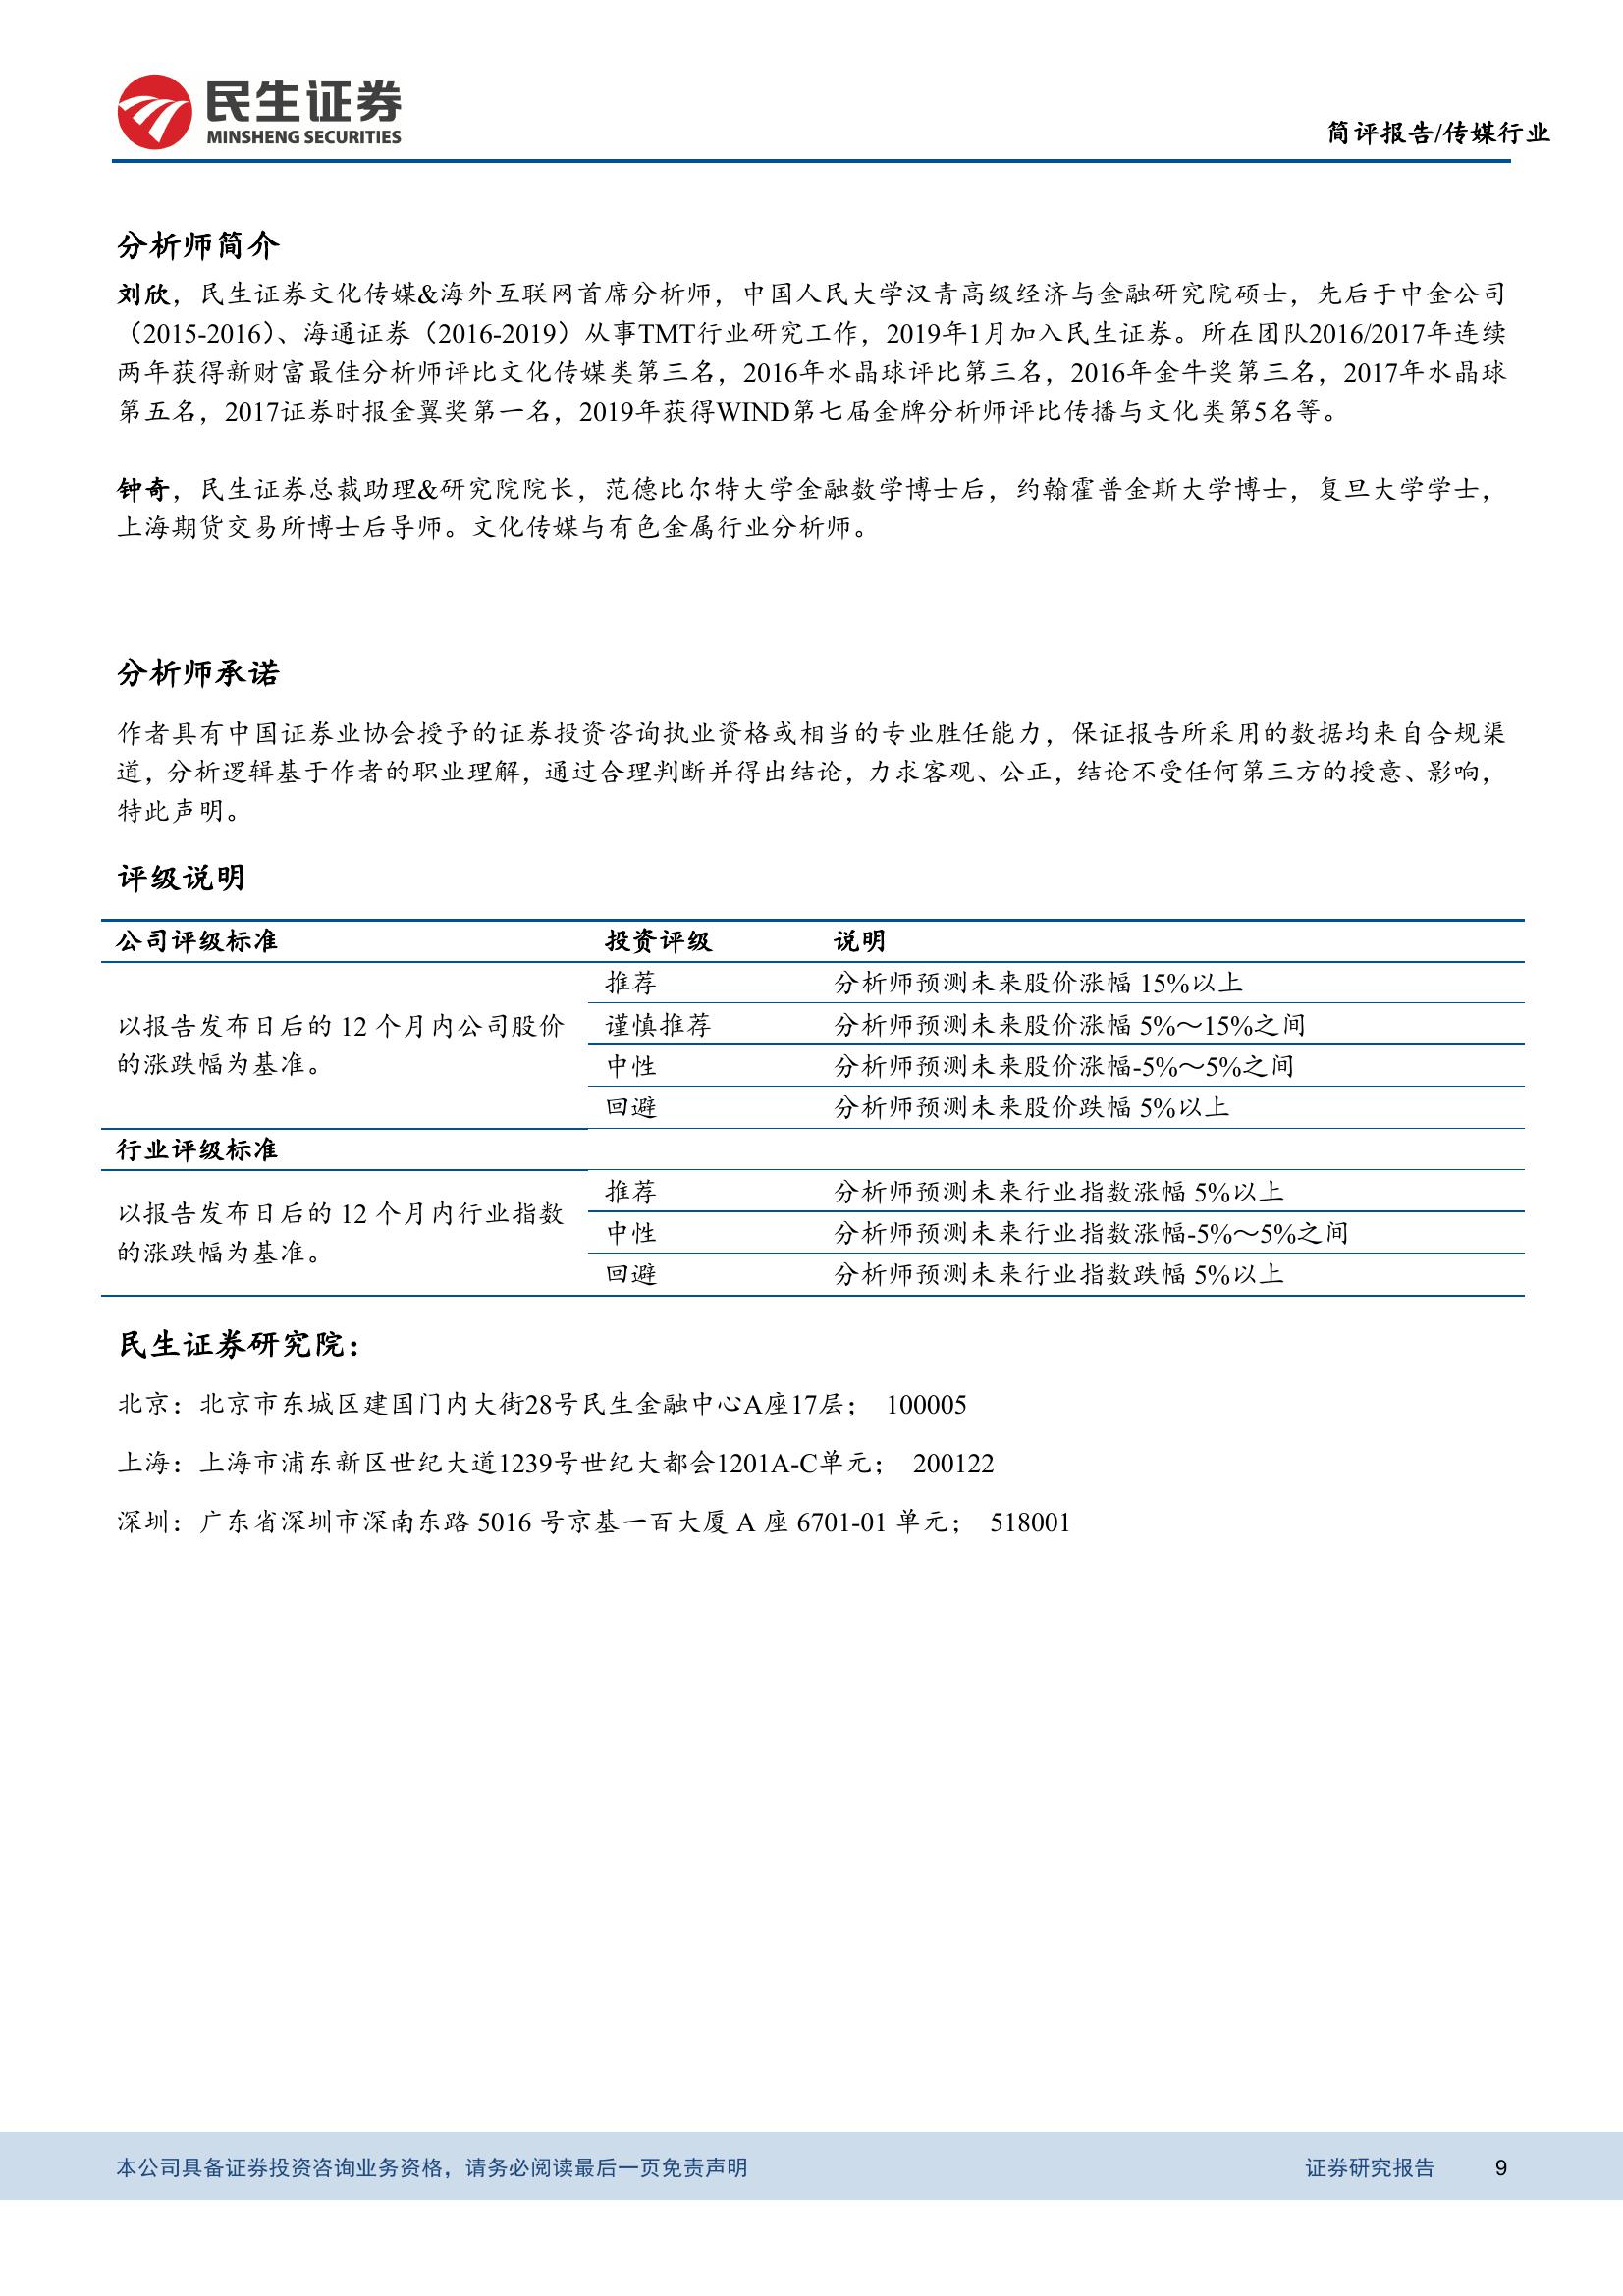 民生证券
MINSHENG SECURITIES
简评报告/传媒行业
分析师简介
刘欣，民生证券文化传媒&海外互联网首席分析师，中国人民大学汉青高级经济与金融研究院硕士，先后于中金公司
（2015-2016）、海通证券（2016-2019）从事TMT行业研究工作，2019年1月加入民生证券。所在团队2016/2017年连续
两年获得新财富最佳分析师评比文化传媒类第三名，2016年水晶球评比第三名，2016年金牛奖第三名，2017年水晶球
第五名，2017证券时报金翼奖第一名，2019年获得WIND第七届金牌分析师评比传播与文化类第5名等。
钟奇，民生证券总裁助理&研究院院长，范德比尔特大学金融数学博士后，约翰霍普金斯大学博士，复旦大学学士，
上海期货交易所博士后导师。文化传媒与有色金属行业分析师。
分析师承诺
作者具有中国证券业协会授予的证券投资咨询执业资格或相当的专业胜任能力，保证报告所采用的数据均来自合规渠
道，分析逻辑基于作者的职业理解，通过合理判断并得出结论，力求客观、公正，结论不受任何第三方的授意、影响，
特此声明。
评级说明
公司评级标准 投资评级 说明
以报告发布日后的 12 个月内公司股价
的涨跌幅为基准。
推荐 分析师预测未来股价涨幅 15%以上
谨慎推荐 分析师预测未来股价涨幅 5%～15%之间
中性 分析师预测未来股价涨幅-5%～5%之间
回避 分析师预测未来股价跌幅 5%以上
行业评级标准
以报告发布日后的 12 个月内行业指数
的涨跌幅为基准。
推荐 分析师预测未来行业指数涨幅 5%以上
中性 分析师预测未来行业指数涨幅-5%～5%之间
回避 分析师预测未来行业指数跌幅 5%以上
民生证券研究院：
北京：北京市东城区建国门内大街28号民生金融中心A座17层； 100005
上海：上海市浦东新区世纪大道1239号世纪大都会1201A-C单元； 200122
深圳：广东省深圳市深南东路 5016 号京基一百大厦 A 座 6701-01 单元； 518001
本公司具备证券投资咨询业务资格，请务必阅读最后一页免责声明 证券研究报告 9